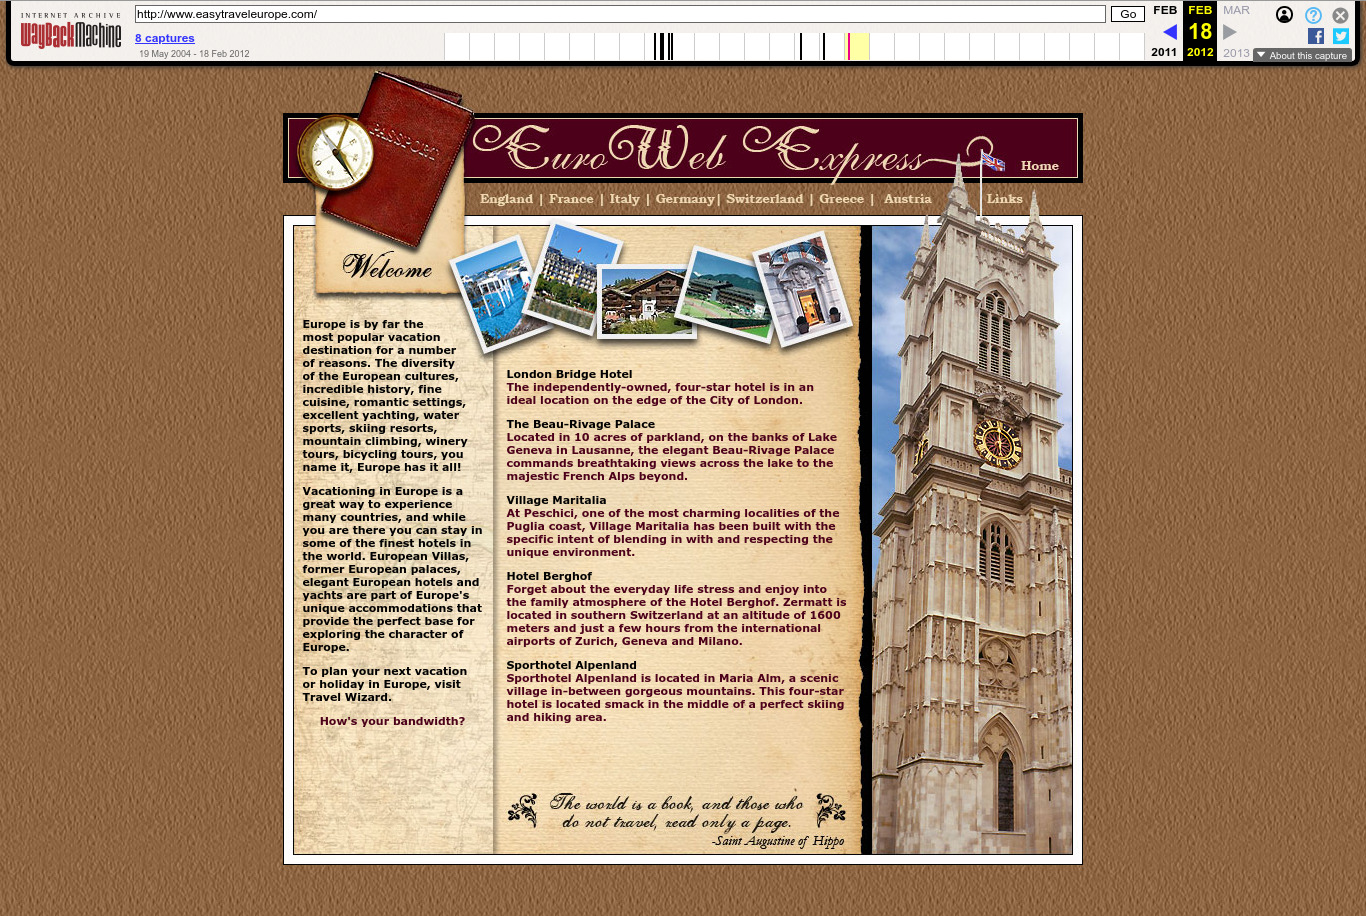 INTERNET ARCHIVE
WayBackMachine
http://www.easytraveleurope.com/
Go
8 captures
19 May 2004 - 18 Feb 2012
FEB FEB MAR
18
2011 2012 2013
About this capture
PASSPORT
EuroWeb Express
Home
England | France | Italy | Germany | Switzerland | Greece | Austria Links
Welcome
Europe is by far the
most popular vacation
destination for a number
of reasons. The diversity
of the European cultures,
incredible history, fine
cuisine, romantic settings,
excellent yachting, water
sports, skiing resorts,
mountain climbing, winery
tours, bicycling tours, you
name it, Europe has it all!
Vacationing in Europe is a
great way to experience
many countries, and while
you are there you can stay in
some of the finest hotels in
the world. European Villas,
former European palaces,
elegant European hotels and
yachts are part of Europe's
unique accommodations that
provide the perfect base for
exploring the character of
Europe.
To plan your next vacation
or holiday in Europe, visit
Travel Wizard.
How's your bandwidth?
London Bridge Hotel
The independently-owned, four-star hotel is in an
ideal location on the edge of the City of London.
The Beau-Rivage Palace
Located in 10 acres of parkland, on the banks of Lake
Geneva in Lausanne, the elegant Beau-Rivage Palace
commands breathtaking views across the lake to the
majestic French Alps beyond.
Village Maritalia
At Peschici, one of the most charming localities of the
Puglia coast, Village Maritalia has been built with the
specific intent of blending in with and respecting the
unique environment.
Hotel Berghof
Forget about the everyday life stress and enjoy into
the family atmosphere of the Hotel Berghof. Zermatt is
located in southern Switzerland at an altitude of 1600
meters and just a few hours from the international
airports of Zurich, Geneva and Milano.
Sporthotel Alpenland
Sporthotel Alpenland is located in Maria Alm, a scenic
village in-between gorgeous mountains. This four-star
hotel is located smack in the middle of a perfect skiing
and hiking area.
The world is a book, and those who
do not travel, read only a page.
-Saint Augustine of Hippo